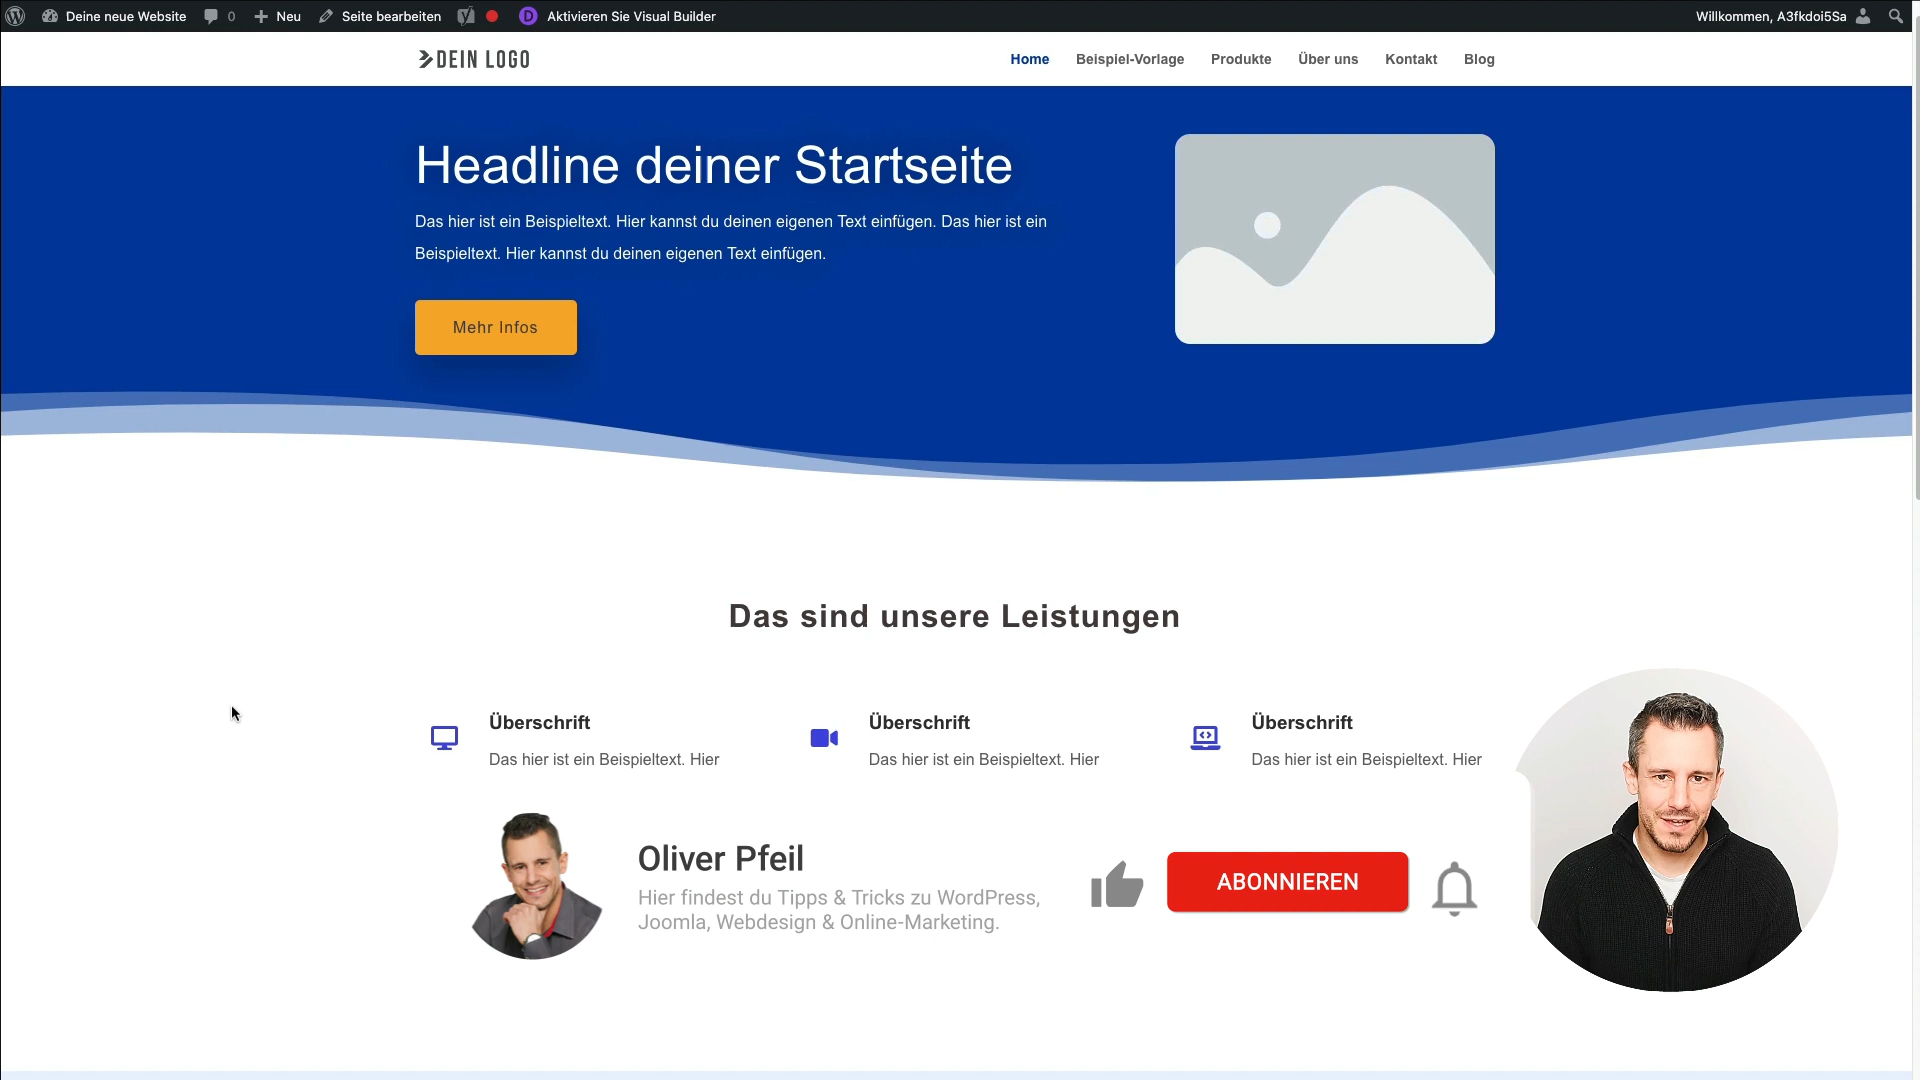 Deine neue Website 0 Neu Seite bearbeiten Aktivieren Sie Visual Builder Willkommen, A3fkdoi5Sa
DEIN LOGO Home Beispiel-Vorlage Produkte Über uns Kontakt Blog
Headline deiner Startseite
Das hier ist ein Beispieltext. Hier kannst du deinen eigenen Text einfügen. Das hier ist ein
Beispieltext. Hier kannst du deinen eigenen Text einfügen.
Mehr Infos
Das sind unsere Leistungen
Überschrift
Das hier ist ein Beispieltext. Hier
Überschrift
Das hier ist ein Beispieltext. Hier
Überschrift
Das hier ist ein Beispieltext. Hier
Oliver Pfeil
Hier findest du Tipps & Tricks zu WordPress,
Joomla, Webdesign & Online-Marketing.
ABONNIEREN